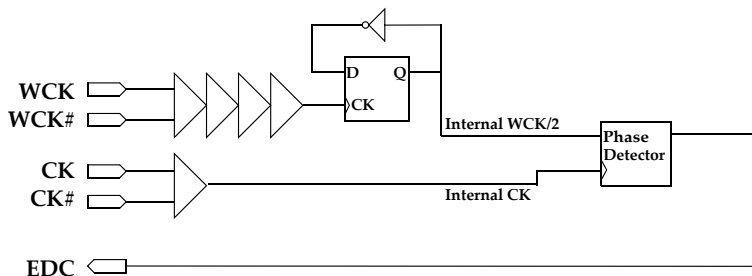 WCK
WCK#
D Q
CK
Internal WCK/2
Phase
Detector
CK
CK#
Internal CK
EDC